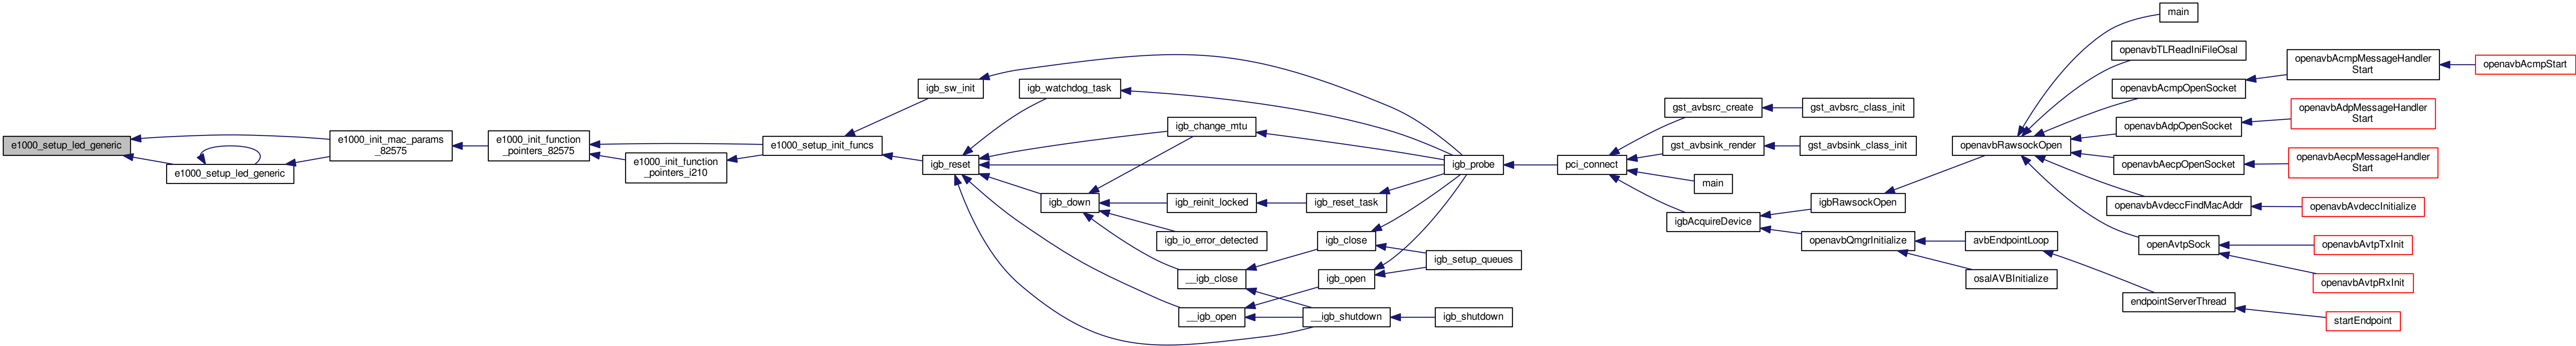 e1000_setup_led_generic
e1000_setup_led_generic
e1000_init_mac_params
_82575
e1000_init_function
_pointers_82575
e1000_init_function
_pointers_i210
e1000_setup_init_funcs
igb_sw_init
igb_reset
igb_watchdog_task
igb_change_mtu
igb_down
igb_reinit_locked
igb_io_error_detected
__igb_close
__igb_open
igb_reset_task
igb_close
igb_open
__igb_shutdown
igb_probe
igb_setup_queues
igb_shutdown
pci_connect
gst_avbsrc_create
gst_avbsink_render
main
igbAcquireDevice
gst_avbsrc_class_init
gst_avbsink_class_init
igbRawsockOpen
openavbQmgrInitialize
avbEndpointLoop
osalAVBInitialize
openavbRawsockOpen
main
openavbTLReadIniFileOsal
openavbAcmpOpenSocket
openavbAdpOpenSocket
openavbAecpOpenSocket
openavbAvdeccFindMacAddr
openAvtpSock
endpointServerThread
openavbAcmpMessageHandler
Start
openavbAdpMessageHandler
Start
openavbAecpMessageHandler
Start
openavbAvdeccInitialize
openavbAvtpTxInit
openavbAvtpRxInit
startEndpoint
openavbAcmpStart